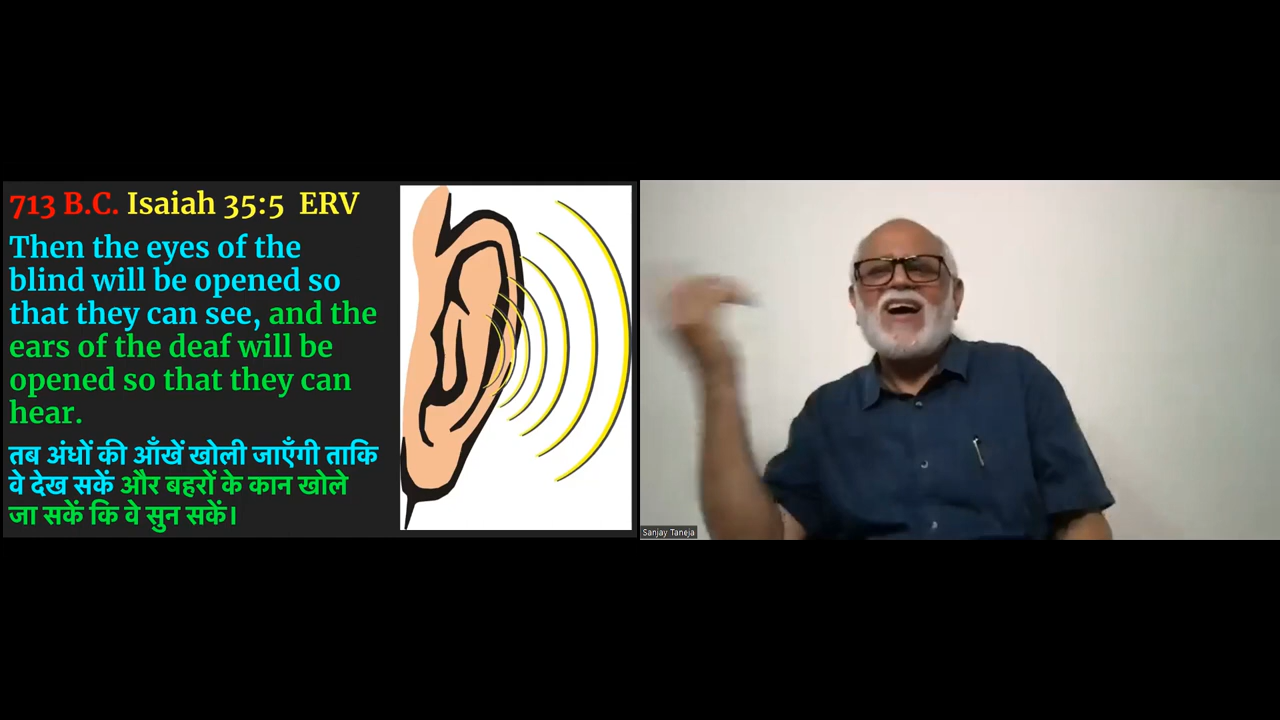 713 B.C. Isaiah 35:5 ERV
Then the eyes of the
blind will be opened so
that they can see, and the
ears of the deaf will be
opened so that they can
hear.
तब अंधों की आँखें खोली जाएँगी ताकि
वे देख सकें और बहरों के कान खोले
जा सकें कि वे सुन सकें।
Sanjay Taneja